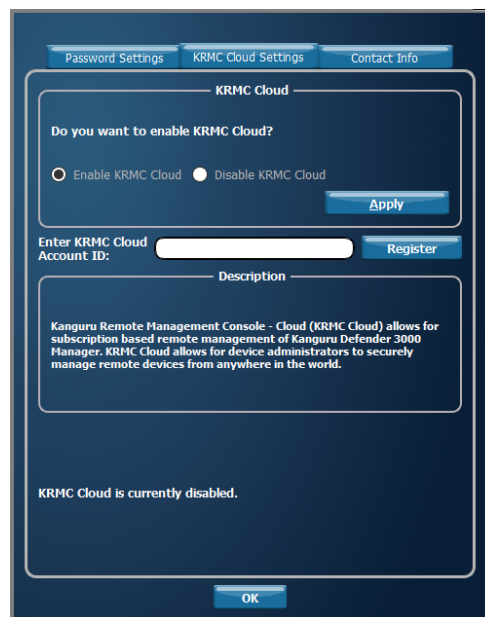 Password Settings
KRMC Cloud Settings
Contact Info
KRMC Cloud
Do you want to enable KRMC Cloud?
Enable KRMC Cloud
Disable KRMC Cloud
Apply
Enter KRMC Cloud
Account ID:
Register
Description
Kanguru Remote Management Console - Cloud (KRMC Cloud) allows for
subscription based remote management of Kanguru Defender 3000
Manager. KRMC Cloud allows for device administrators to securely
manage remote devices from anywhere in the world.
KRMC Cloud is currently disabled.
OK